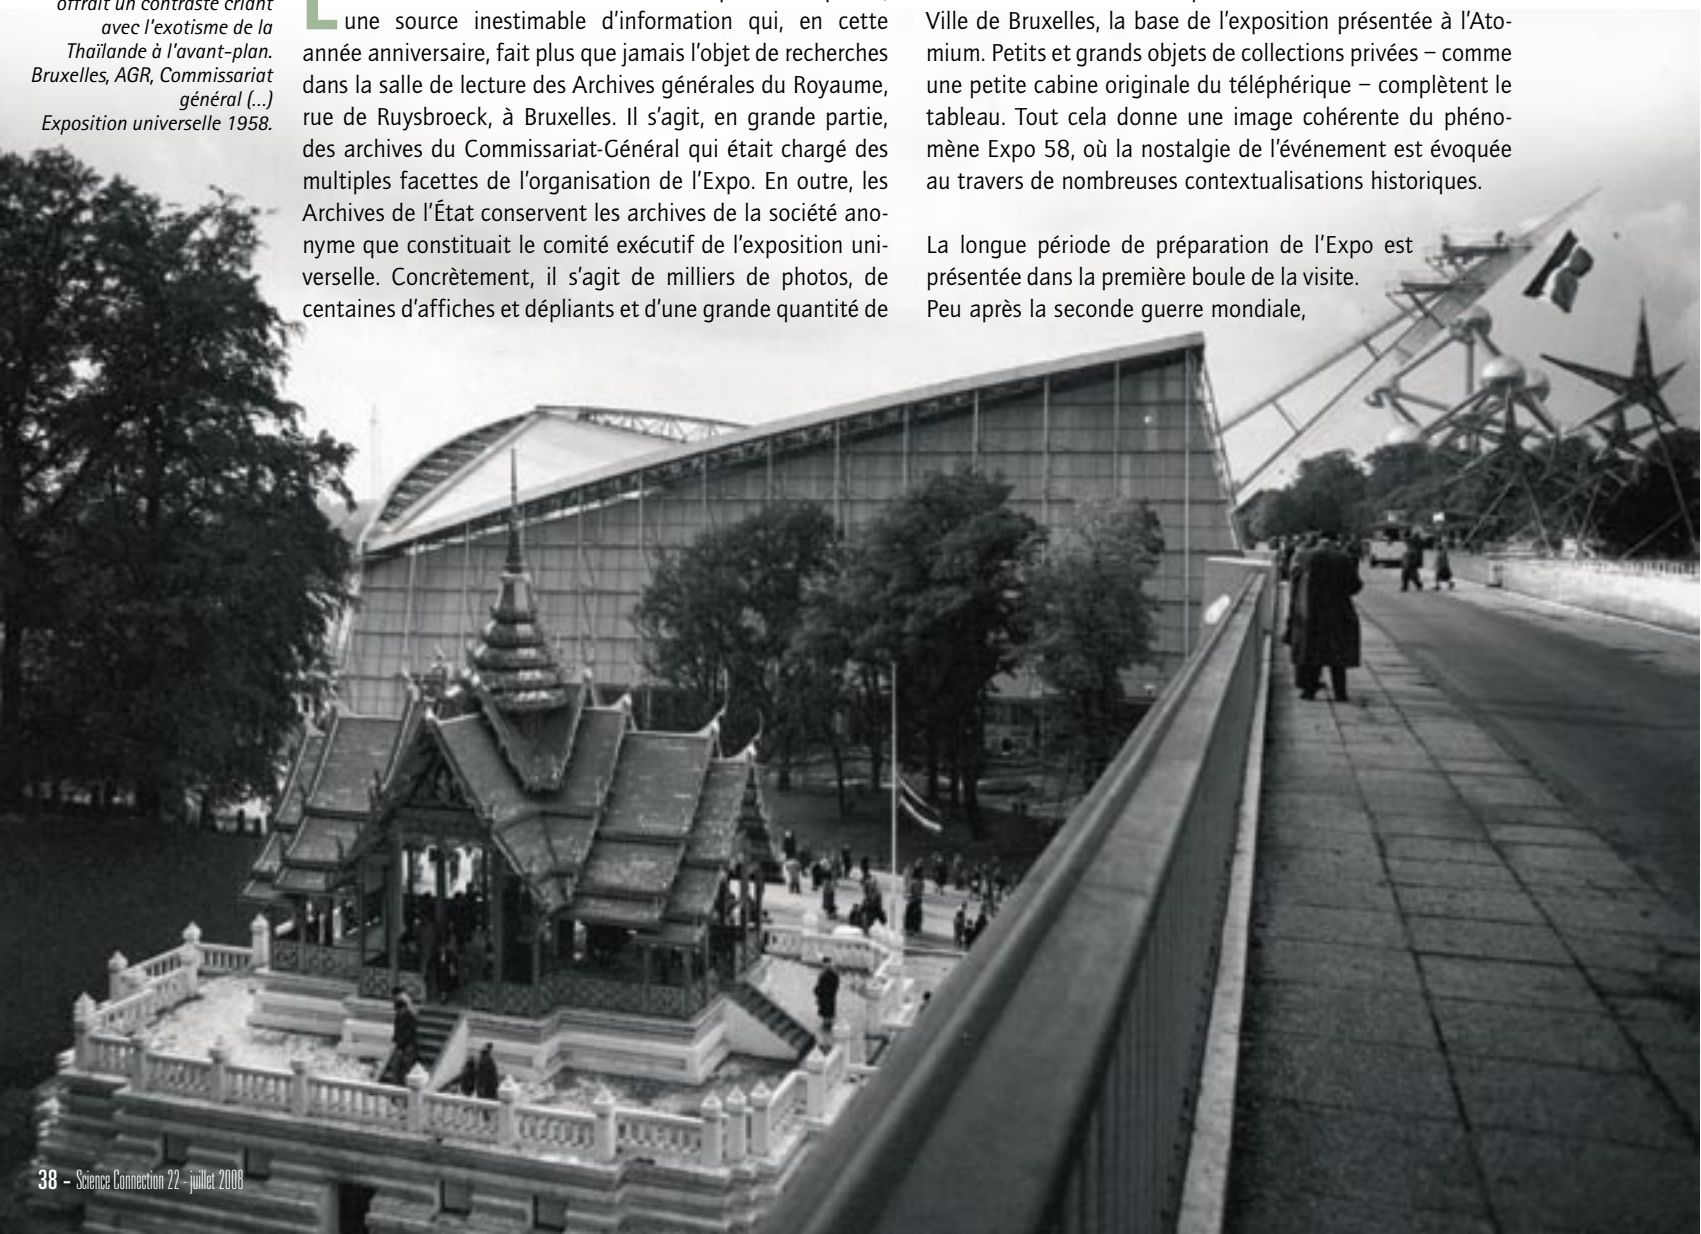 offrait un contraste criant
avec l'exotisme de la
Thaïlande à l'avant-plan.
Bruxelles, AGR, Commissariat
général (...)
Exposition universelle 1958.
L
une source inestimable d'information qui, en cette
année anniversaire, fait plus que jamais l'objet de recherches
dans la salle de lecture des Archives générales du Royaume,
rue de Ruysbroeck, à Bruxelles. Il s'agit, en grande partie,
des archives du Commissariat-Général qui était chargé des
multiples facettes de l'organisation de l'Expo. En outre, les
Archives de l'État conservent les archives de la société ano-
nyme que constituait le comité exécutif de l'exposition uni-
verselle. Concrètement, il s'agit de milliers de photos, de
centaines d'affiches et dépliants et d'une grande quantité de
Ville de Bruxelles, la base de l'exposition présentée à l'Ato-
mium. Petits et grands objets de collections privées – comme
une petite cabine originale du téléphérique – complètent le
tableau. Tout cela donne une image cohérente du phéno-
mène Expo 58, où la nostalgie de l'événement est évoquée
au travers de nombreuses contextualisations historiques.
La longue période de préparation de l'Expo est
présentée dans la première boule de la visite.
Peu après la seconde guerre mondiale,
38 - Science Connection 22 - juillet 2008